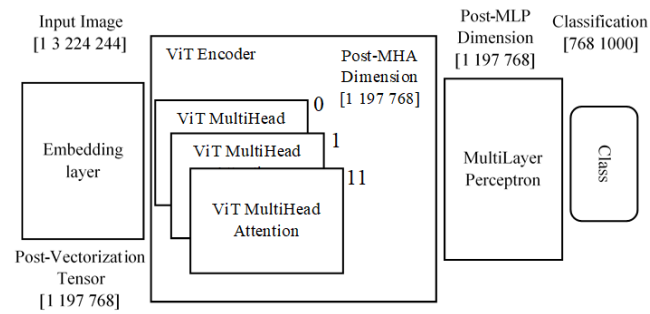 Input Image
[1 3 224 244]
ViT Encoder
Post-MHA
Dimension
[1 197 768]
Post-MLP
Dimension
[1 197 768]
Classification
[768 1000]
Embedding
layer
ViT MultiHead
0
ViT MultiHead
1
ViT MultiHead
Attention
11
MultiLayer
Perceptron
Class
Post-Vectorization
Tensor
[1 197 768]